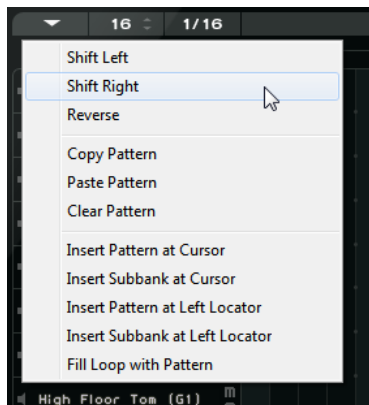 16 1/16
Shift Left
Shift Right
Reverse
Copy Pattern
Paste Pattern
Clear Pattern
Insert Pattern at Cursor
Insert Subbank at Cursor
Insert Pattern at Left Locator
Insert Subbank at Left Locator
Fill Loop with Pattern
High Floor Tom (G1) m